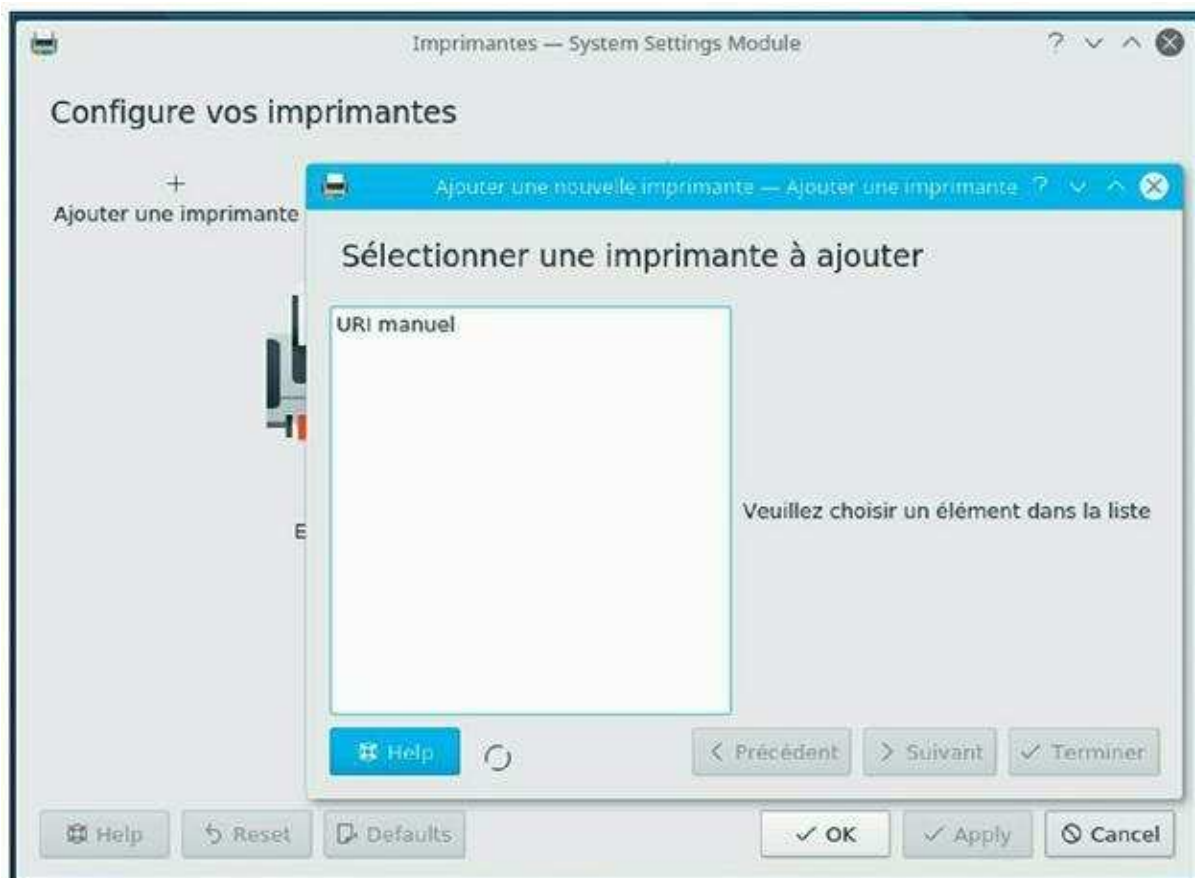 Imprimantes — System Settings Module
Configure vos imprimantes
Ajouter une imprimante
Ajouter une nouvelle imprimante — Ajouter une imprimante
Sélectionner une imprimante à ajouter
URI manuel
Veuillez choisir un élément dans la liste
E
Help
Précédent
Suivant
Terminer
Help
Reset
Defaults
OK
Apply
Cancel